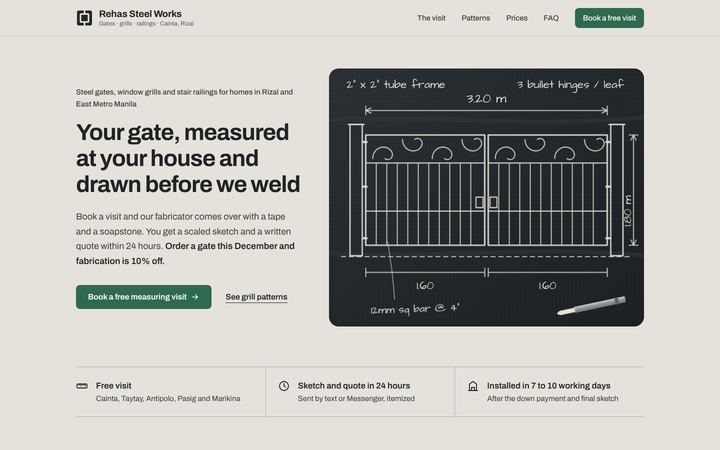 Rehas Steel Works
Gates · grills · railings · Cainta, Rizal
The visit
Patterns
Prices
FAQ
Book a free visit
Steel gates, window grills and stair railings for homes in Rizal and
East Metro Manila
Your gate, measured
at your house and
drawn before we weld
Book a visit and our fabricator comes over with a tape
and a soapstone. You get a scaled sketch and a written
quote within 24 hours. Order a gate this December and
fabrication is 10% off.
Book a free measuring visit →
See grill patterns
2" x 2" tube frame
3 bullet hinges / leaf
3.20 m
1.80 m
1.60
1.60
12mm sq bar @ 4"
Free visit
Cainta, Taytay, Antipolo, Pasig and Marikina
Sketch and quote in 24 hours
Sent by text or Messenger, itemized
Installed in 7 to 10 working days
After the down payment and final sketch